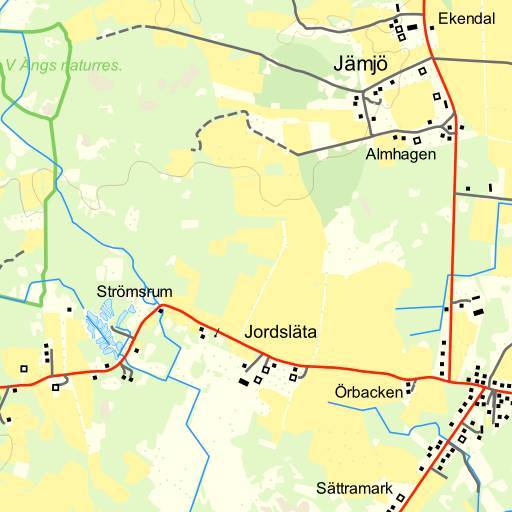 Ekendal
V Ängs naturres.
Jämjö
Almhagen
Strömsrum
Jordsläta
Örbacken
Sättramark